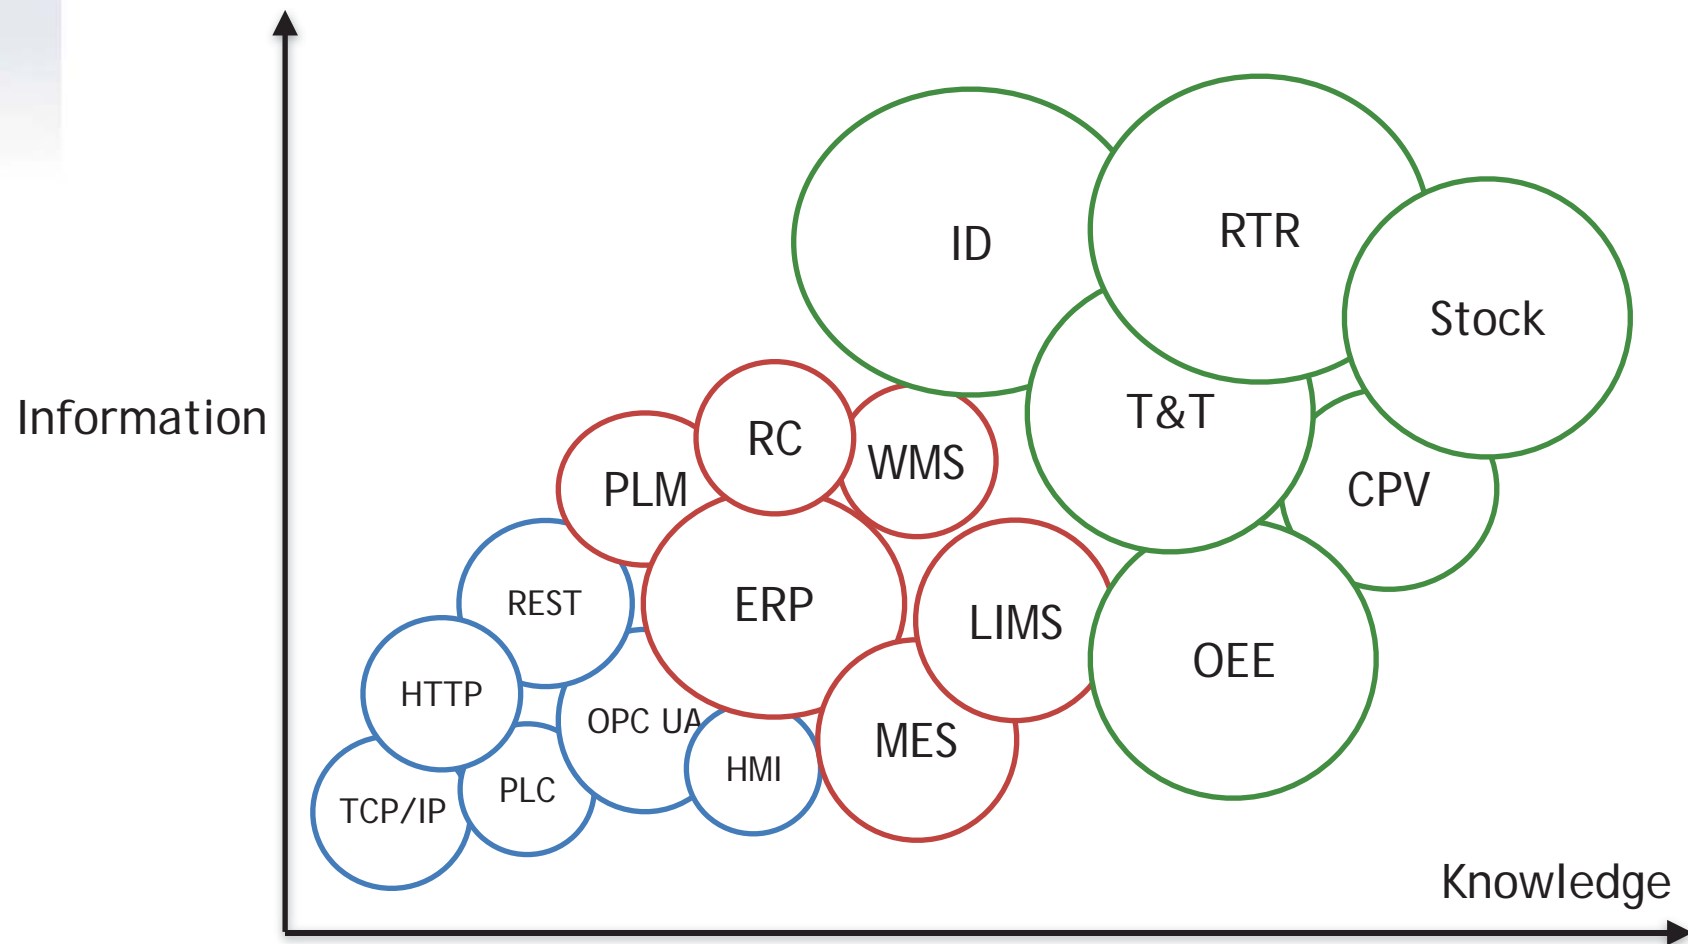 ID
RTR
Stock
T&T
Information
RC
WMS
PLM
CPV
REST
ERP
LIMS
OEE
HTTP
OPC UA
MES
HMI
PLC
TCP/IP
Knowledge